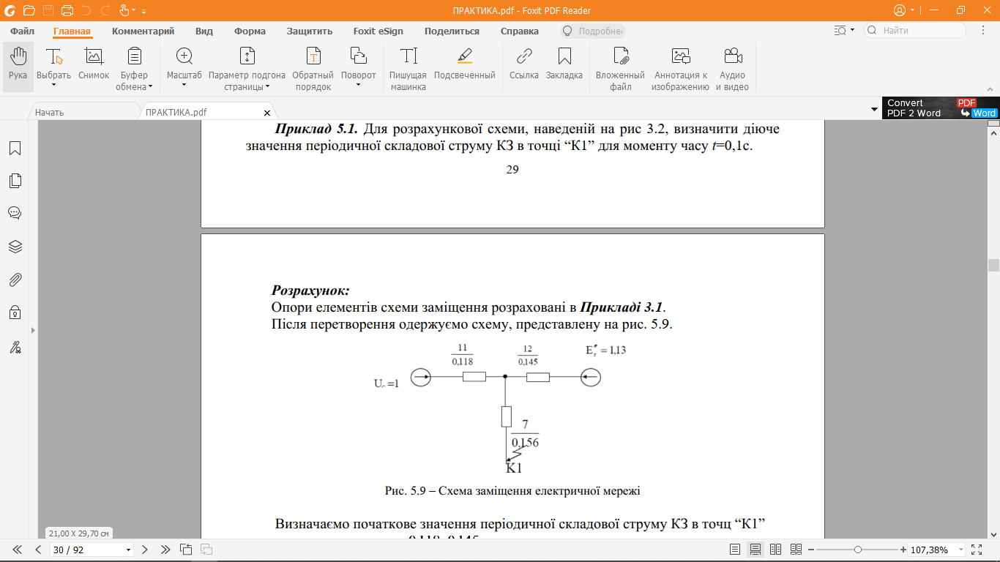 ПРАКТИКА.pdf - Foxit PDF Reader
Файл Главная Комментарий Вид Форма Защитить Foxit eSign Поделиться Справка Подробнее Найти
Рука Выбрать Снимок Буфер обмена Масштаб Параметр подгона страницы Обратный порядок Поворот Пишущая машинка Подсвеченный Ссылка Закладка Вложенный файл Аннотация к изображению Аудио и видео
Начать ПРАКТИКА.pdf
Convert PDF
PDF 2 Word Word
Приклад 5.1. Для розрахункової схеми, наведеній на рис 3.2, визначити діюче
значення періодичної складової струму КЗ в точці “К1” для моменту часу t=0,1с.
29
Розрахунок:
Опори елементів схеми заміщення розраховані в Прикладі 3.1.
Після перетворення одержуємо схему, представлену на рис. 5.9.
11
0,118
12
0,145
E″г = 1,13
Uс =1
7
0,156
К1
Рис. 5.9 – Схема заміщення електричної мережі
Визначаємо початкове значення періодичної складової струму КЗ в точц “К1”
0,118 0,145
21,00 X 29,70 см
30 / 92 107,38%